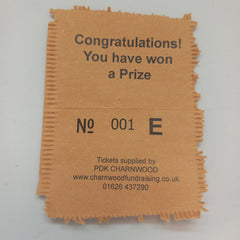 Congratulations!
You have won
a Prize
№ 001 E
Tickets supplied by
PDK CHARNWOOD
www.charnwoodfundraising.co.uk
01626 437290